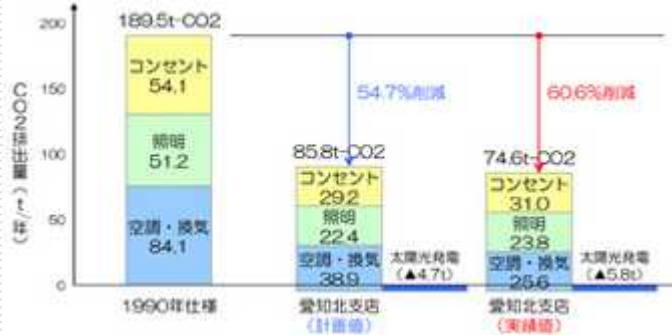 CO2排出量(t/年)
200
150
100
50
0
189.5t-CO2
コンセント
54.1
照明
51.2
空調・換気
84.1
1990年仕様
54.7%削減
85.8t-CO2
コンセント
29.2
照明
22.4
空調・換気
38.9
太陽光発電
(▲4.7t)
愛知北支店
(計画値)
60.6%削減
74.6t-CO2
コンセント
31.0
照明
23.8
空調・換気
25.6
太陽光発電
(▲5.8t)
愛知北支店
(実績値)